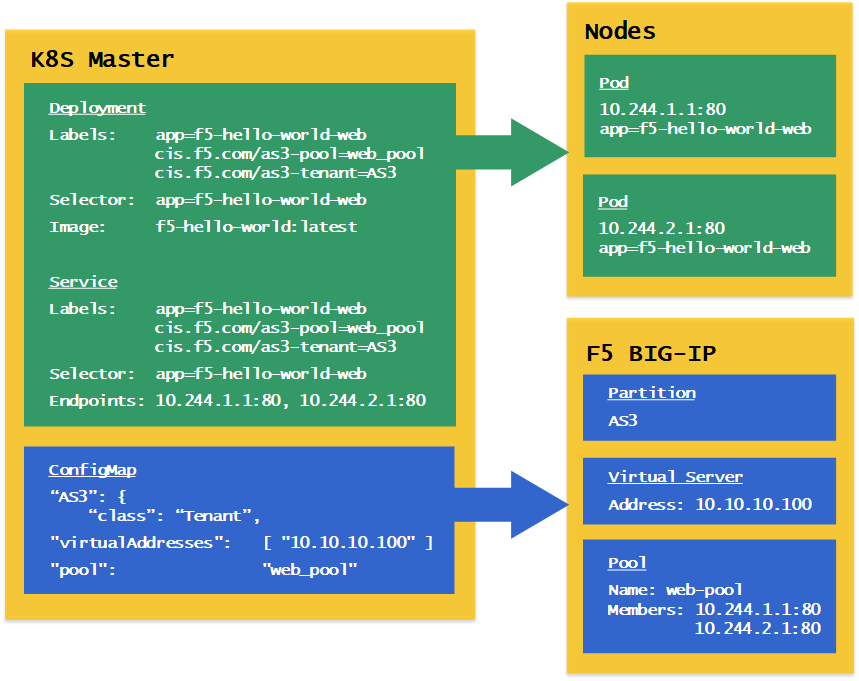 K8S Master
Deployment
Labels: app=f5-hello-world-web
cis.f5.com/as3-pool=web_pool
cis.f5.com/as3-tenant=AS3
Selector: app=f5-hello-world-web
Image: f5-hello-world:latest
Service
Labels: app=f5-hello-world-web
cis.f5.com/as3-pool=web_pool
cis.f5.com/as3-tenant=AS3
Selector: app=f5-hello-world-web
Endpoints: 10.244.1.1:80, 10.244.2.1:80
ConfigMap
“AS3”: {
“class”: “Tenant”,
"virtualAddresses": [ "10.10.10.100" ]
"pool": "web_pool"
Nodes
Pod
10.244.1.1:80
app=f5-hello-world-web
Pod
10.244.2.1:80
app=f5-hello-world-web
F5 BIG-IP
Partition
AS3
Virtual Server
Address: 10.10.10.100
Pool
Name: web-pool
Members: 10.244.1.1:80
10.244.2.1:80